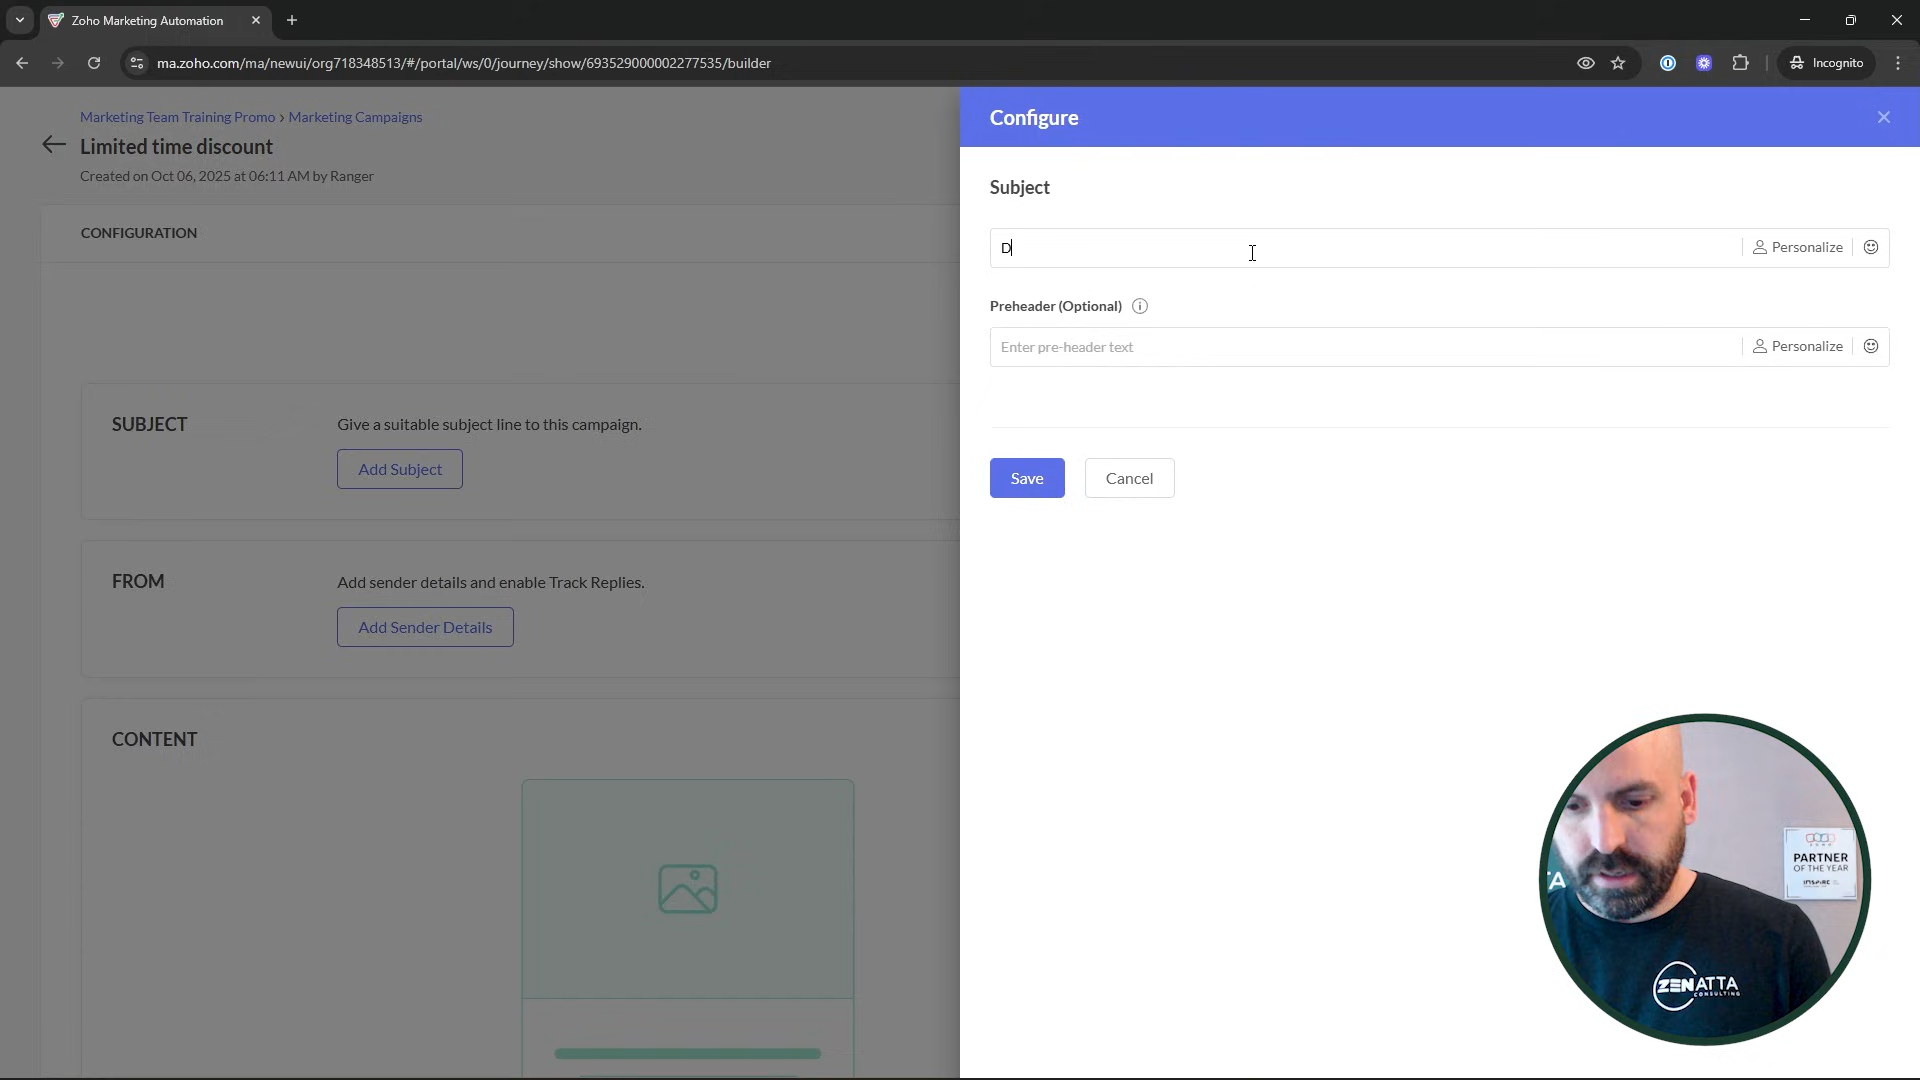 Zoho Marketing Automation
ma.zoho.com/ma/newui/org718348513/#/portal/ws/0/journey/show/693529000002277535/builder
Incognito
Marketing Team Training Promo › Marketing Campaigns
Limited time discount
Created on Oct 06, 2025 at 06:11 AM by Ranger
CONFIGURATION
SUBJECT
Give a suitable subject line to this campaign.
Add Subject
FROM
Add sender details and enable Track Replies.
Add Sender Details
CONTENT
Configure
Subject
D
Personalize
Preheader (Optional)
Enter pre-header text
Personalize
Save
Cancel
TA
ZOHO
PARTNER
OF THE YEAR
INSPIRE
ZENATTA
CONSULTING